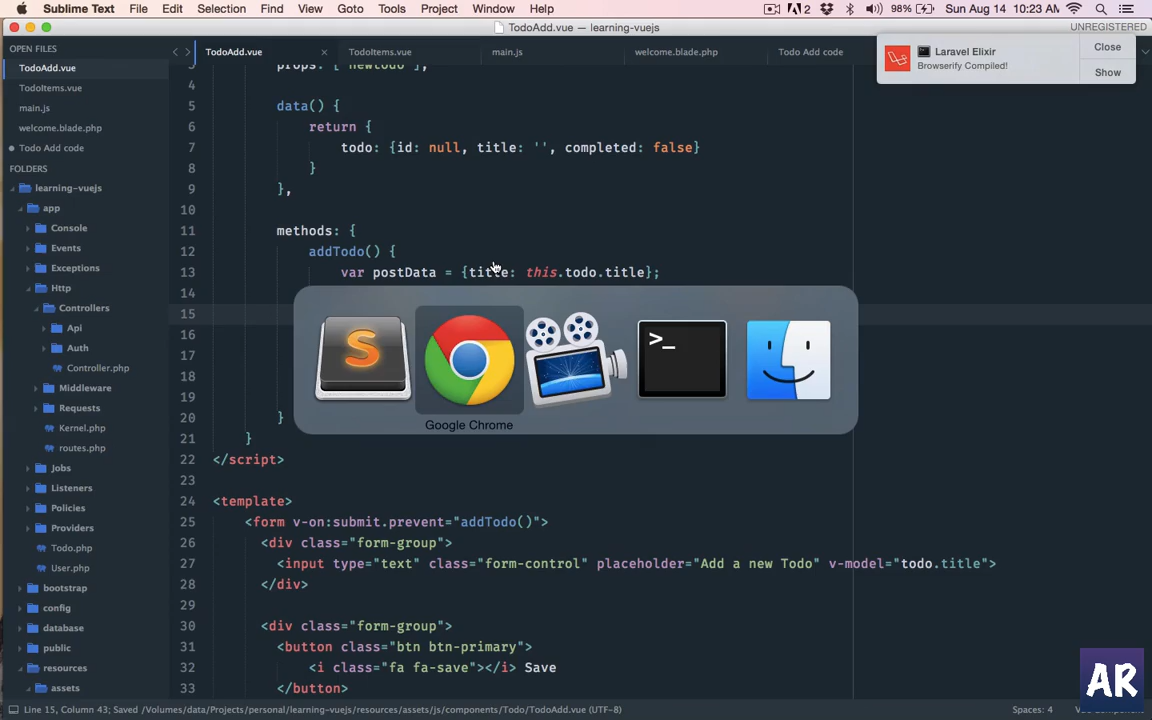 Sublime Text File Edit Selection Find View Goto Tools Project Window Help 2 98% Sun Aug 14 10:23 AM
TodoAdd.vue — learning-vuejs UNREGISTERED
OPEN FILES
TodoAdd.vue
TodoItems.vue
main.js
welcome.blade.php
Todo Add code
FOLDERS
learning-vuejs
app
Console
Events
Exceptions
Http
Controllers
Api
Auth
Controller.php
Middleware
Requests
Kernel.php
routes.php
Jobs
Listeners
Policies
Providers
Todo.php
User.php
bootstrap
config
database
public
resources
assets
TodoAdd.vue TodoItems.vue main.js welcome.blade.php Todo Add code
Laravel Elixir
Browserify Compiled!
Close
Show
props: ['newtodo'],
4
5 data() {
6 return {
7 todo: {id: null, title: '', completed: false}
8 }
9 },
10
11 methods: {
12 addTodo() {
13 var postData = {title: this.todo.title};
14
15
16
17
18
19
20 }
21 }
22 </script>
23
24 <template>
25 <form v-on:submit.prevent="addTodo()">
26 <div class="form-group">
27 <input type="text" class="form-control" placeholder="Add a new Todo" v-model="todo.title">
28 </div>
29
30 <div class="form-group">
31 <button class="btn btn-primary">
32 <i class="fa fa-save"></i> Save
33 </button>
>_
Google Chrome
AR
Line 15, Column 43; Saved /Volumes/data/Projects/personal/learning-vuejs/resources/assets/js/components/Todo/TodoAdd.vue (UTF-8) Spaces: 4